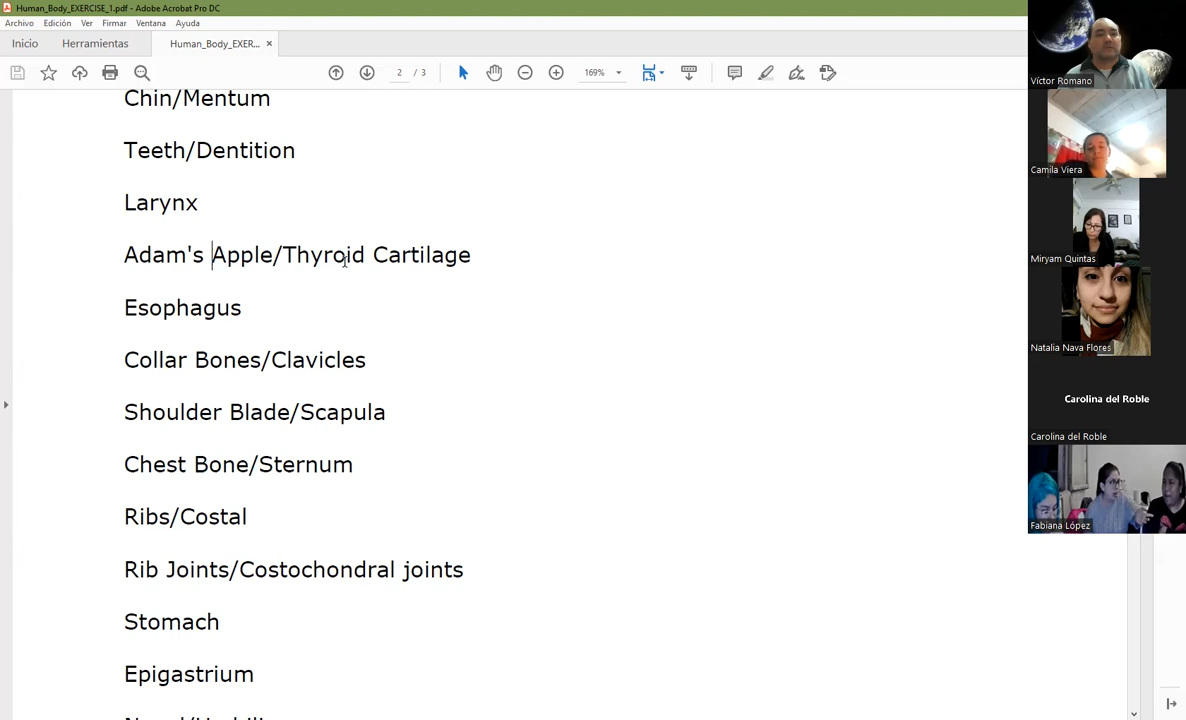 Human_Body_EXERCISE_1.pdf - Adobe Acrobat Pro DC
Archivo Edición Ver Firmar Ventana Ayuda
Inicio Herramientas Human_Body_EXER... ×
2 / 3 169%
Chin/Mentum
Teeth/Dentition
Larynx
Adam's Apple/Thyroid Cartilage
Esophagus
Collar Bones/Clavicles
Shoulder Blade/Scapula
Chest Bone/Sternum
Ribs/Costal
Rib Joints/Costochondral joints
Stomach
Epigastrium
Víctor Romano
Camila Viera
Miryam Quintas
Natalia Nava Flores
Carolina del Roble
Carolina del Roble
Fabiana López